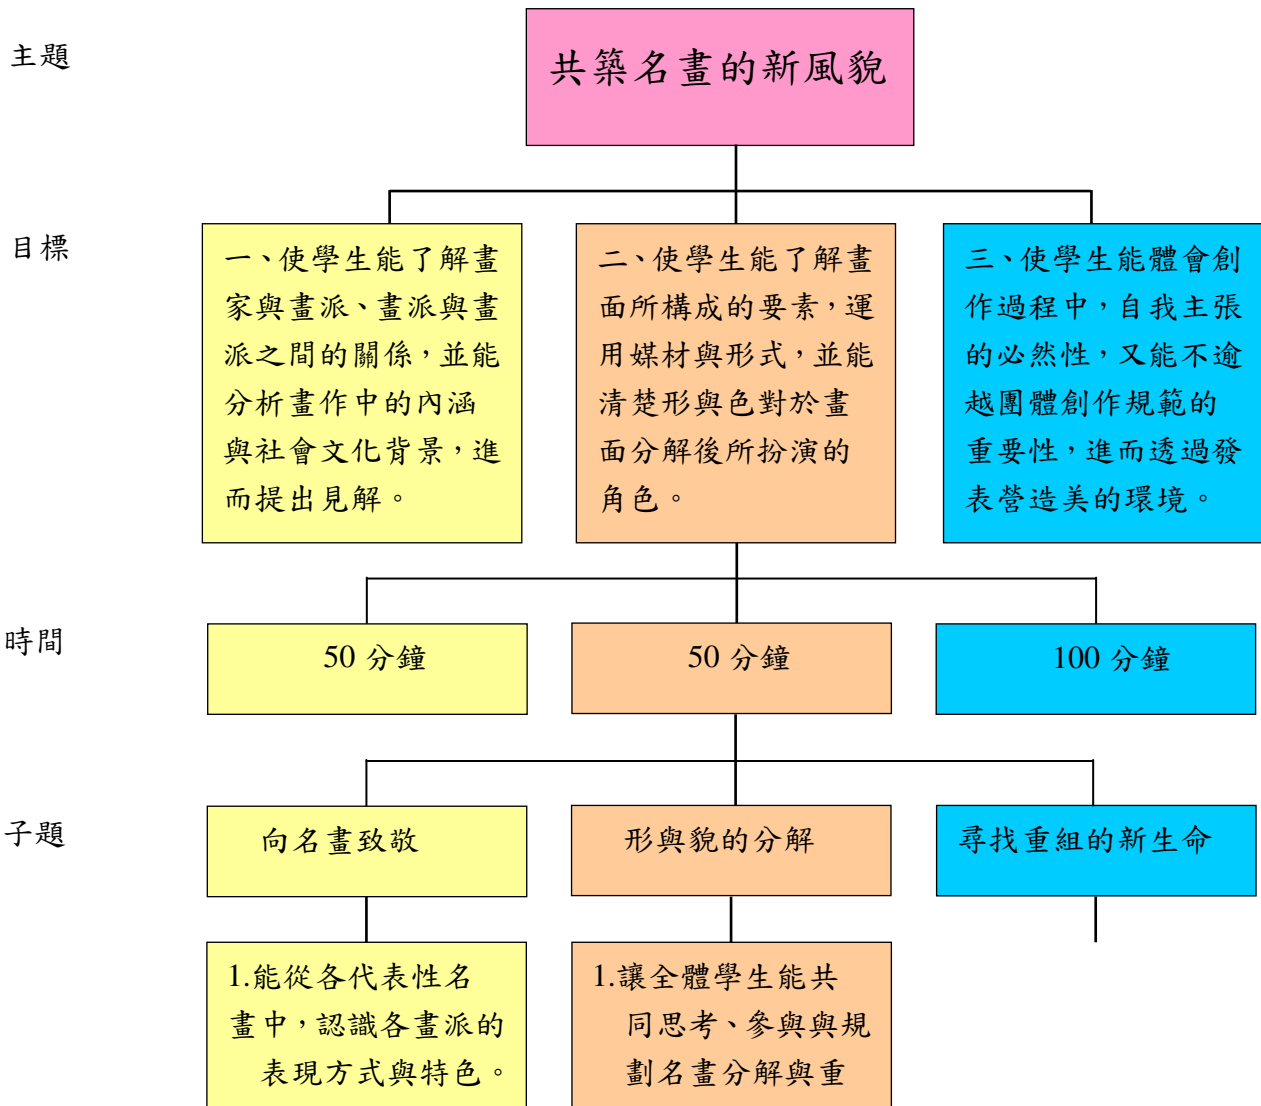 主題
共築名畫的新風貌
目標
一、使學生能了解畫
家與畫派、畫派與畫
派之間的關係，並能
分析畫作中的內涵
與社會文化背景，進
而提出見解。
二、使學生能了解畫
面所構成的要素，運
用媒材與形式，並能
清楚形與色對於畫
面分解後所扮演的
角色。
三、使學生能體會創
作過程中，自我主張
的必然性，又能不逾
越團體創作規範的
重要性，進而透過發
表營造美的環境。
時間
50 分鐘
50 分鐘
100 分鐘
子題
向名畫致敬
形與貌的分解
尋找重組的新生命
1.能從各代表性名
畫中，認識各畫派的
表現方式與特色。
1.讓全體學生能共
同思考、參與與規
劃名畫分解與重